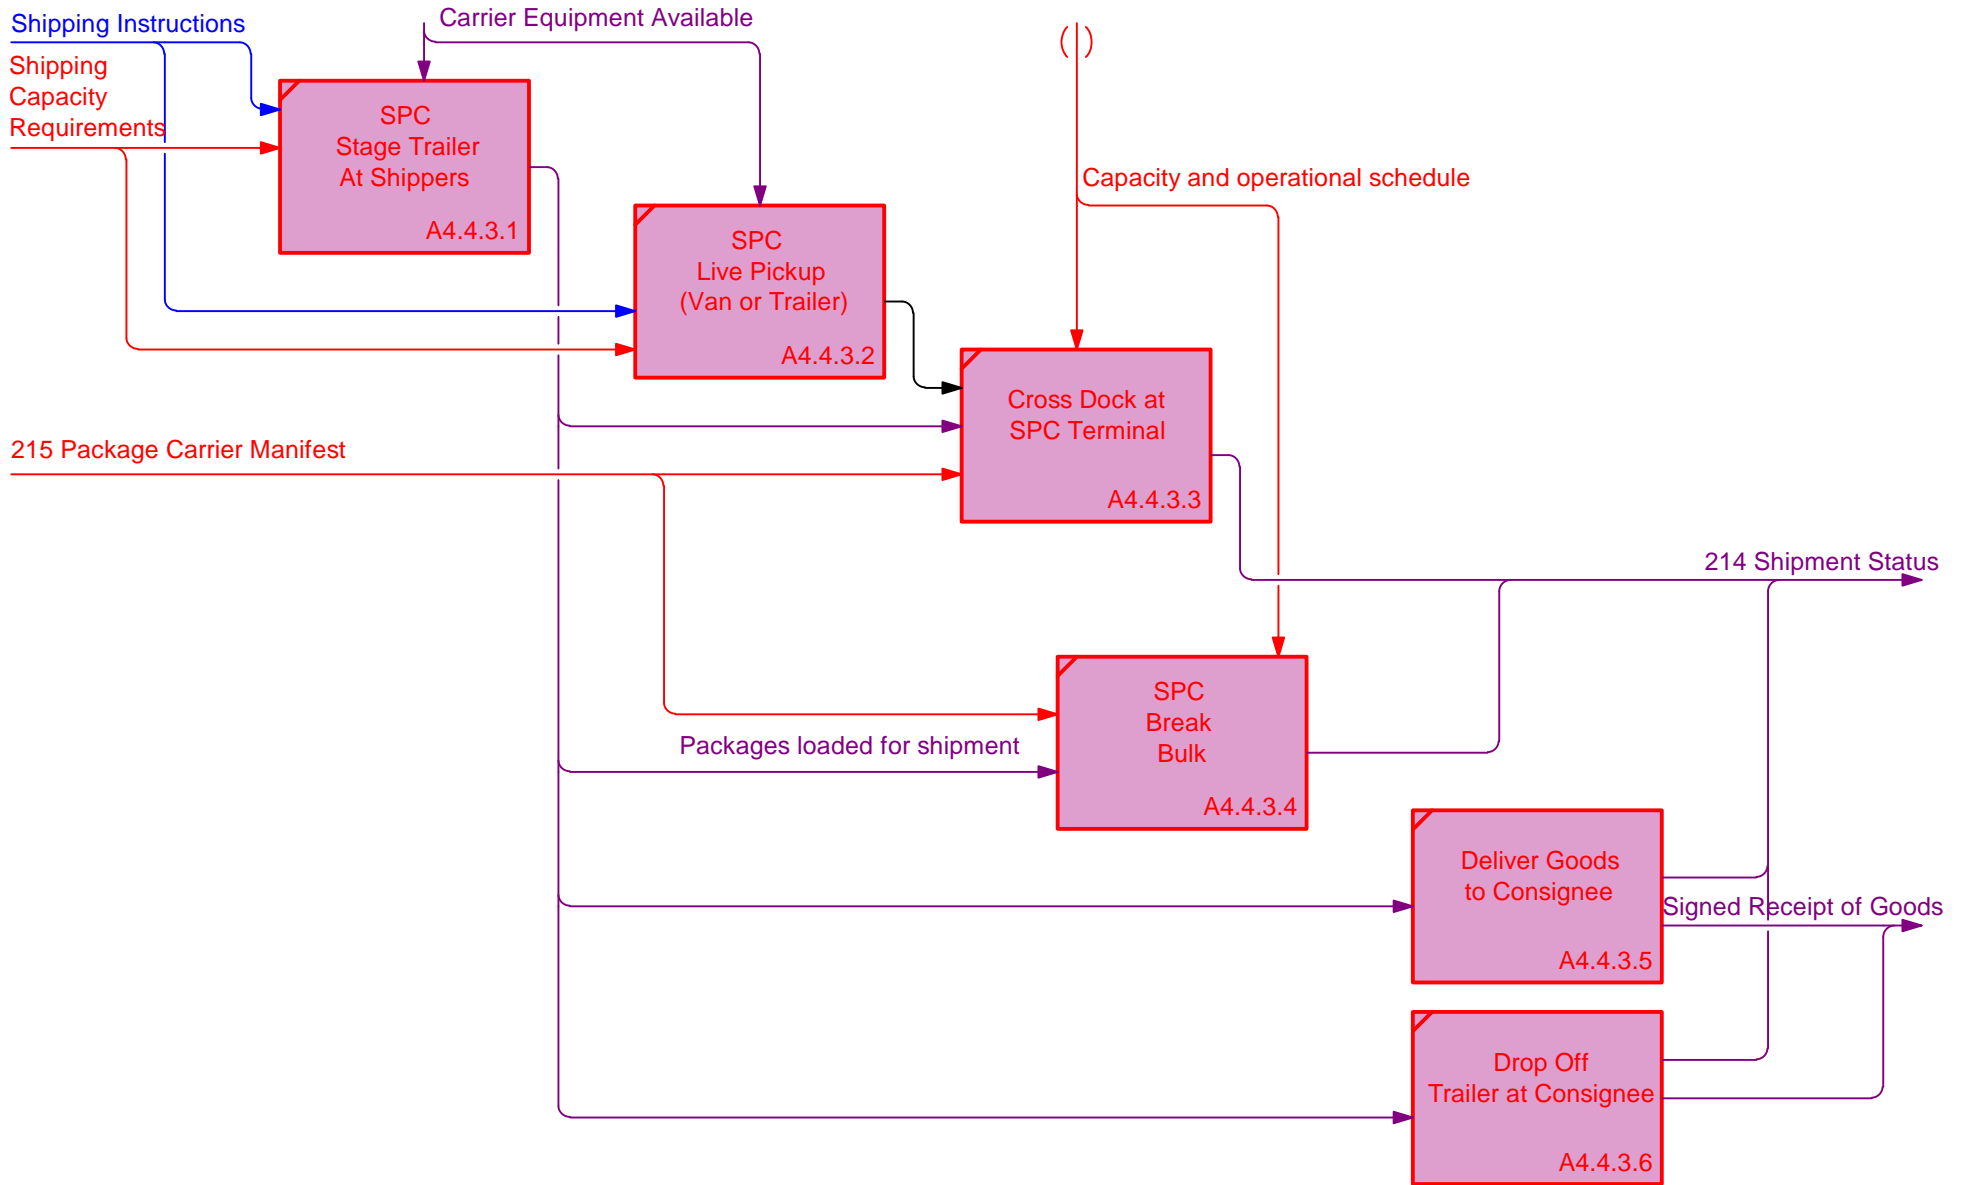 Shipping Instructions
Carrier Equipment Available
( )
Shipping
Capacity
Requirements
SPC
Stage Trailer
At Shippers
A4.4.3.1
Capacity and operational schedule
SPC
Live Pickup
(Van or Trailer)
A4.4.3.2
Cross Dock at
SPC Terminal
A4.4.3.3
215 Package Carrier Manifest
214 Shipment Status
SPC
Break
Bulk
A4.4.3.4
Packages loaded for shipment
Deliver Goods
to Consignee
A4.4.3.5
Signed Receipt of Goods
Drop Off
Trailer at Consignee
A4.4.3.6